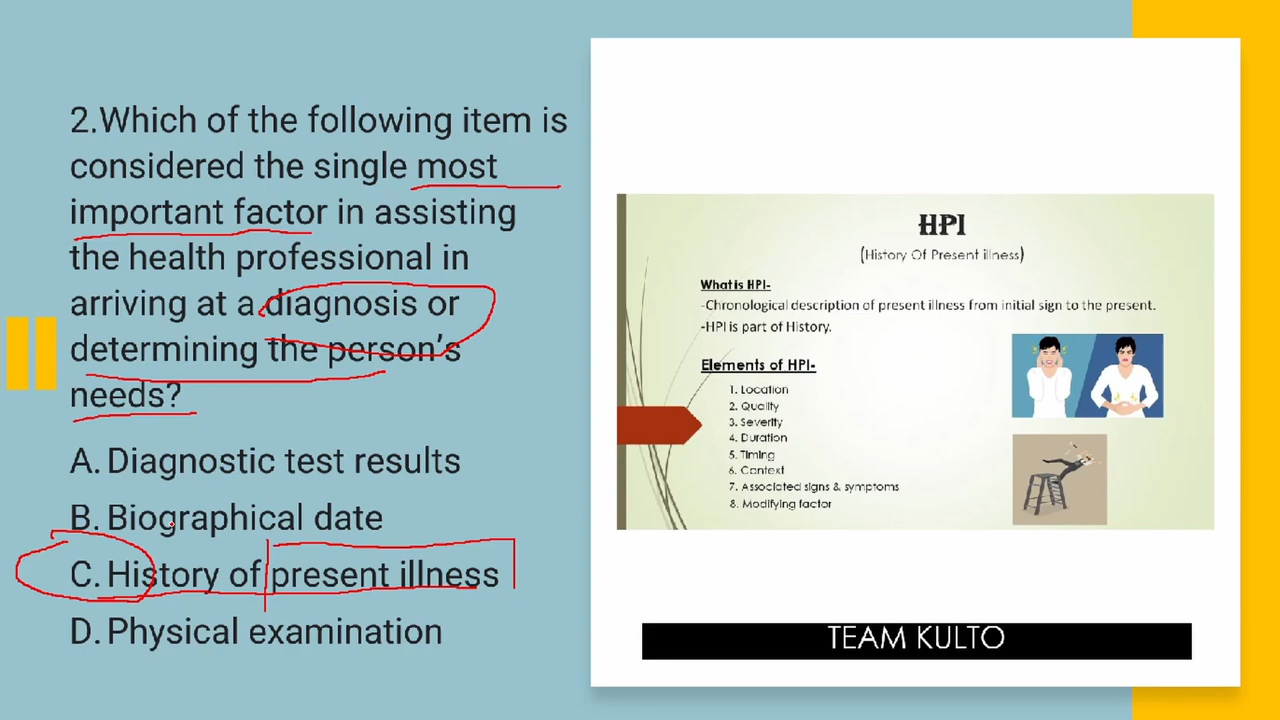 2.Which of the following item is
considered the single most
important factor in assisting
the health professional in
arriving at a diagnosis or
determining the person's
needs?
A. Diagnostic test results
B. Biographical date
C. History of present illness
D. Physical examination
HPI
(History Of Present illness)
What is HPI-
-Chronological description of present illness from initial sign to the present.
-HPI is part of History.
Elements of HPI-
1. Location
2. Quality
3. Severity
4. Duration
5. Timing
6. Context
7. Associated signs & symptoms
8. Modifying factor
TEAM KULTO